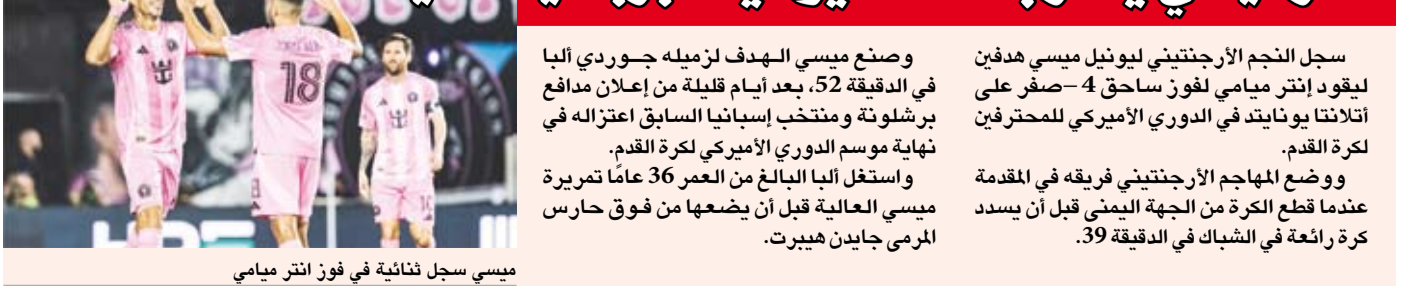 سجل النجم الأرجنتيني ليونيل ميسي هدفين
ليقود إنتر ميامي لفوز ساحق 4 –صفر على
أتلانتا يونايتد في الدوري الأميركي للمحترفين
لكرة القدم.
ووضع المهاجم الأرجنتيني فريقه في المقدمة
عندما قطع الكرة من الجهة اليمنى قبل أن يسدد
كرة رائعة في الشباك في الدقيقة 39.
وصنع ميسي الهدف لزميله جوردي ألبا
في الدقيقة 52، بعد أيام قليلة من إعلان مدافع
برشلونة ومنتخب إسبانيا السابق اعتزاله في
نهاية موسم الدوري الأميركي لكرة القدم.
واستغل ألبا البالغ من العمر 36 عامًا تمريرة
ميسي العالية قبل أن يضعها من فوق حارس
المرمى جايدن هيبرت.
18
ميسي سجل ثنائية في فوز انتر ميامي